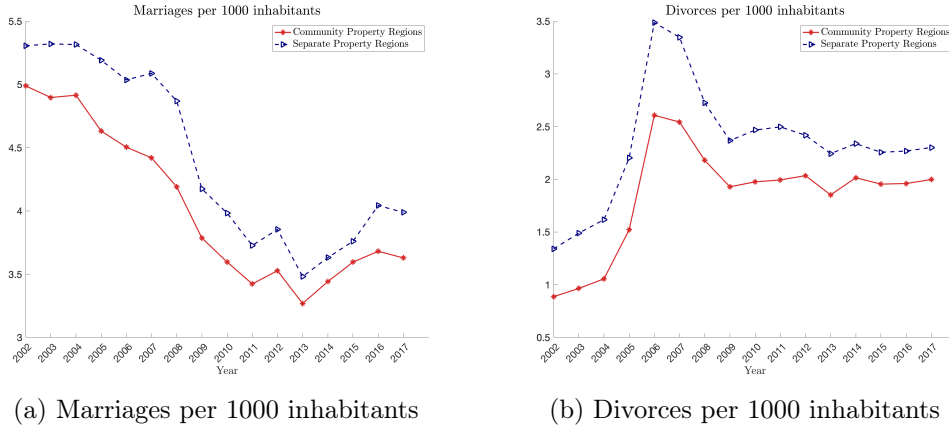 Marriages per 1000 inhabitants
Community Property Regions
Separate Property Regions
5.5
5
4.5
4
3.5
3
2002 2003 2004 2005 2006 2007 2008 2009 2010 2011 2012 2013 2014 2015 2016 2017
Year
(a) Marriages per 1000 inhabitants
Divorces per 1000 inhabitants
Community Property Regions
Separate Property Regions
3.5
3
2.5
2
1.5
1
0.5
2002 2003 2004 2005 2006 2007 2008 2009 2010 2011 2012 2013 2014 2015 2016 2017
Year
(b) Divorces per 1000 inhabitants